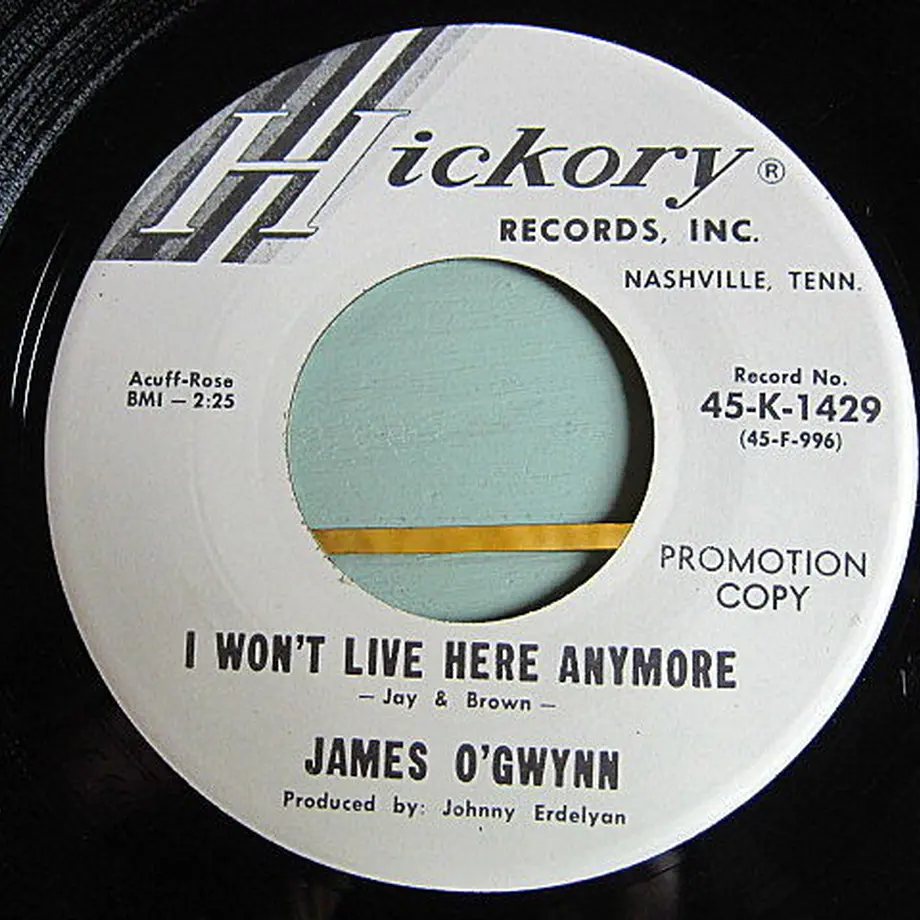 Hickory®
RECORDS, INC.
NASHVILLE, TENN.
Acuff-Rose
BMI — 2:25
Record No.
45-K-1429
(45-F-996)
PROMOTION
COPY
I WON'T LIVE HERE ANYMORE
— Jay & Brown —
JAMES O'GWYNN
Produced by: Johnny Erdelyan